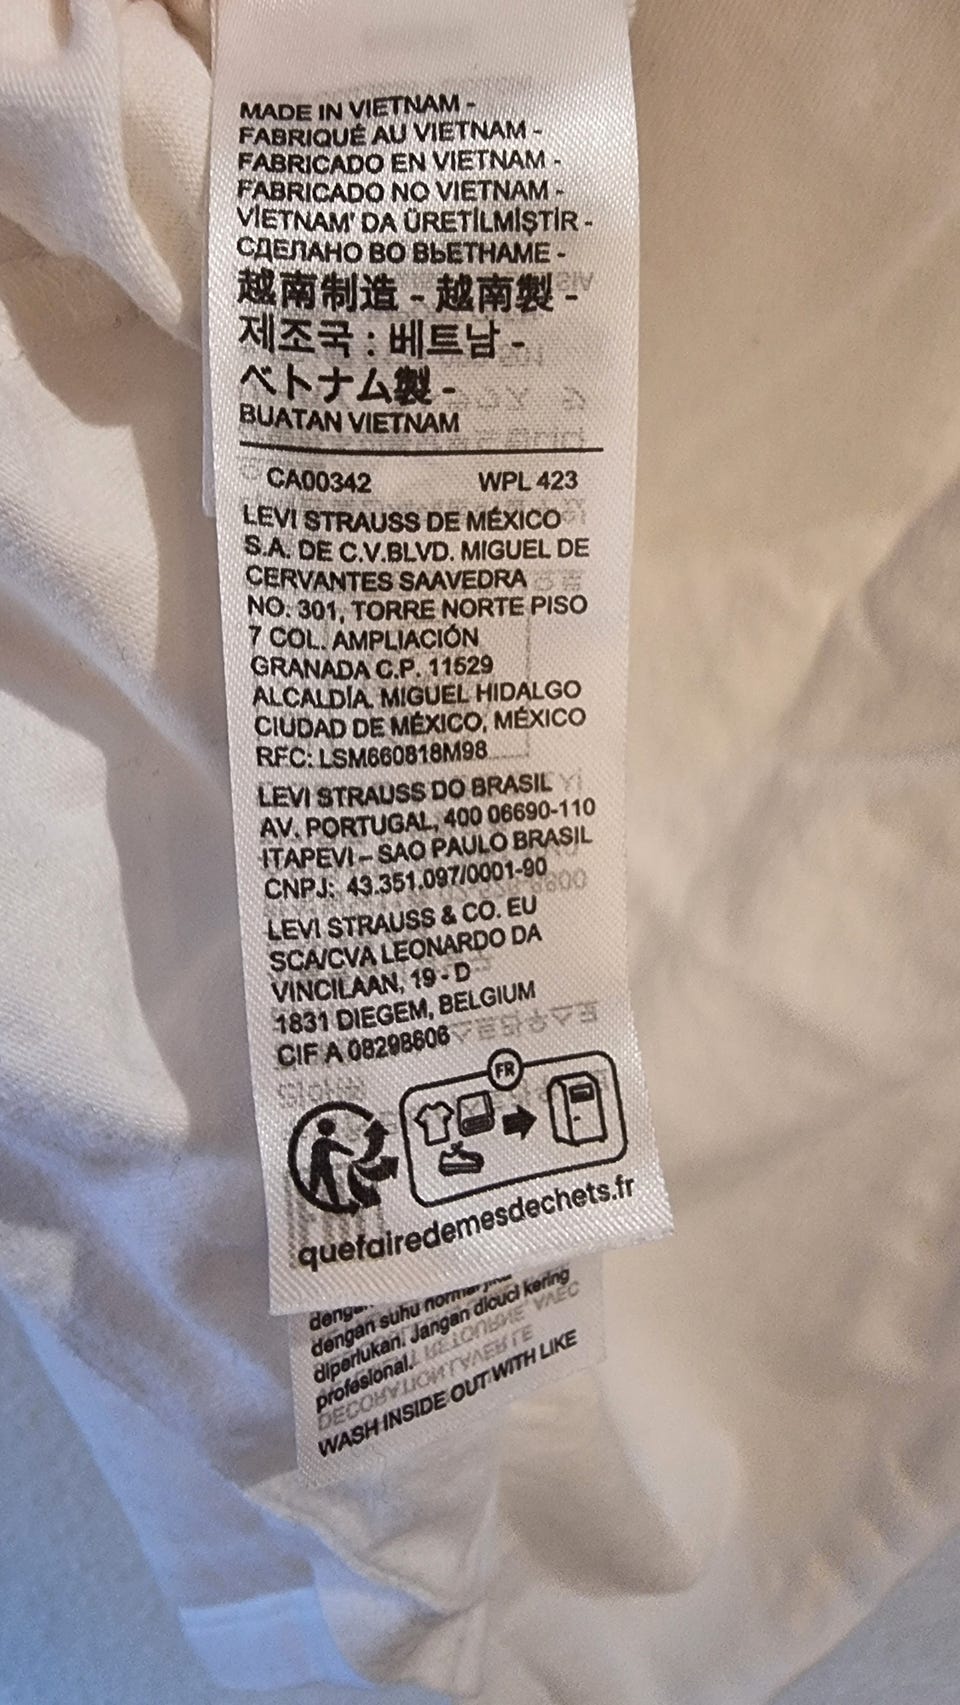 MADE IN VIETNAM -
FABRIQUÉ AU VIETNAM -
FABRICADO EN VIETNAM -
FABRICADO NO VIETNAM -
VİETNAM' DA ÜRETİLMİŞTİR -
СДЕЛАНО ВО ВЬЕТНАМЕ -
越南制造 - 越南製 -
제조국 : 베트남 -
ベトナム製 -
BUATAN VIETNAM
CA00342 WPL 423
LEVI STRAUSS DE MÉXICO
S.A. DE C.V.BLVD. MIGUEL DE
CERVANTES SAAVEDRA
NO. 301, TORRE NORTE PISO
7 COL. AMPLIACIÓN
GRANADA C.P. 11529
ALCALDÍA MIGUEL HIDALGO
CIUDAD DE MÉXICO, MÉXICO
RFC: LSM660818M98
LEVI STRAUSS DO BRASIL
AV. PORTUGAL, 400 06690-110
ITAPEVI – SAO PAULO BRASIL
CNPJ: 43.351.097/0001-90
LEVI STRAUSS & CO. EU
SCA/CVA LEONARDO DA
VINCILAAN, 19 - D
1831 DIEGEM, BELGIUM
CIF A 08298606
FR
quefairedemesdechets.fr
dengan suhu normal jika
diperlukan. Jangan dicuci kering
profesional.
WASH INSIDE OUT WITH LIKE